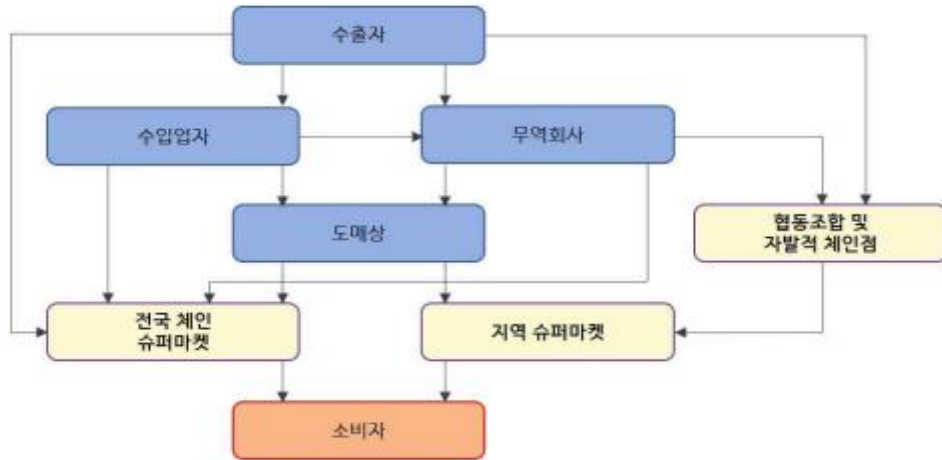 수출자
수입업자
무역회사
도매상
협동조합 및
자발적 체인점
전국 체인
슈퍼마켓
지역 슈퍼마켓
소비자